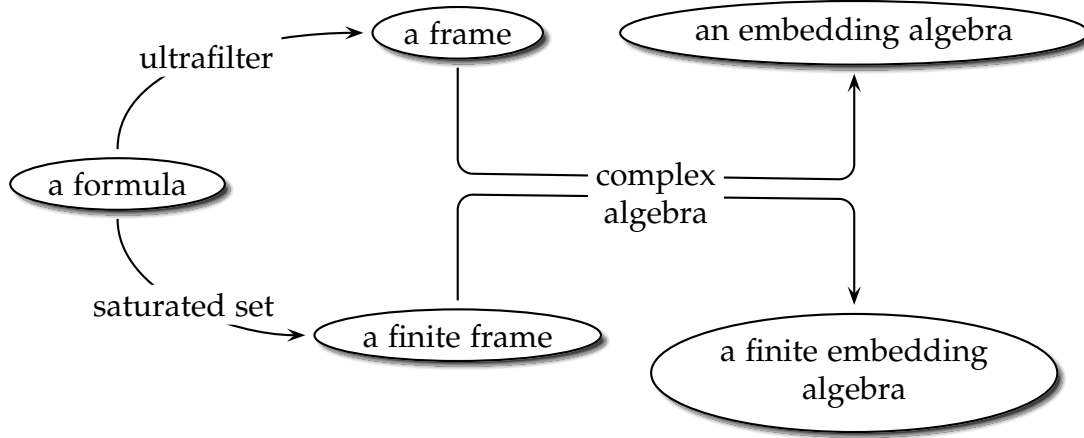 a frame
an embedding algebra
ultrafilter
a formula
complex
algebra
saturated set
a finite frame
a finite embedding
algebra